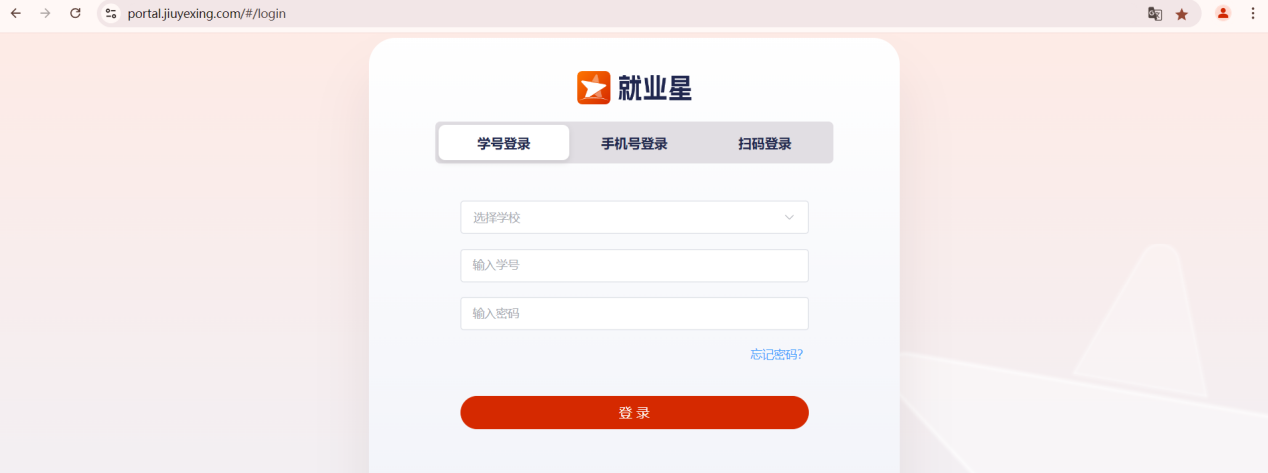 portal.jiuyexing.com/#/login
就业星
学号登录 手机号登录 扫码登录
选择学校
输入学号
输入密码
忘记密码?
登 录